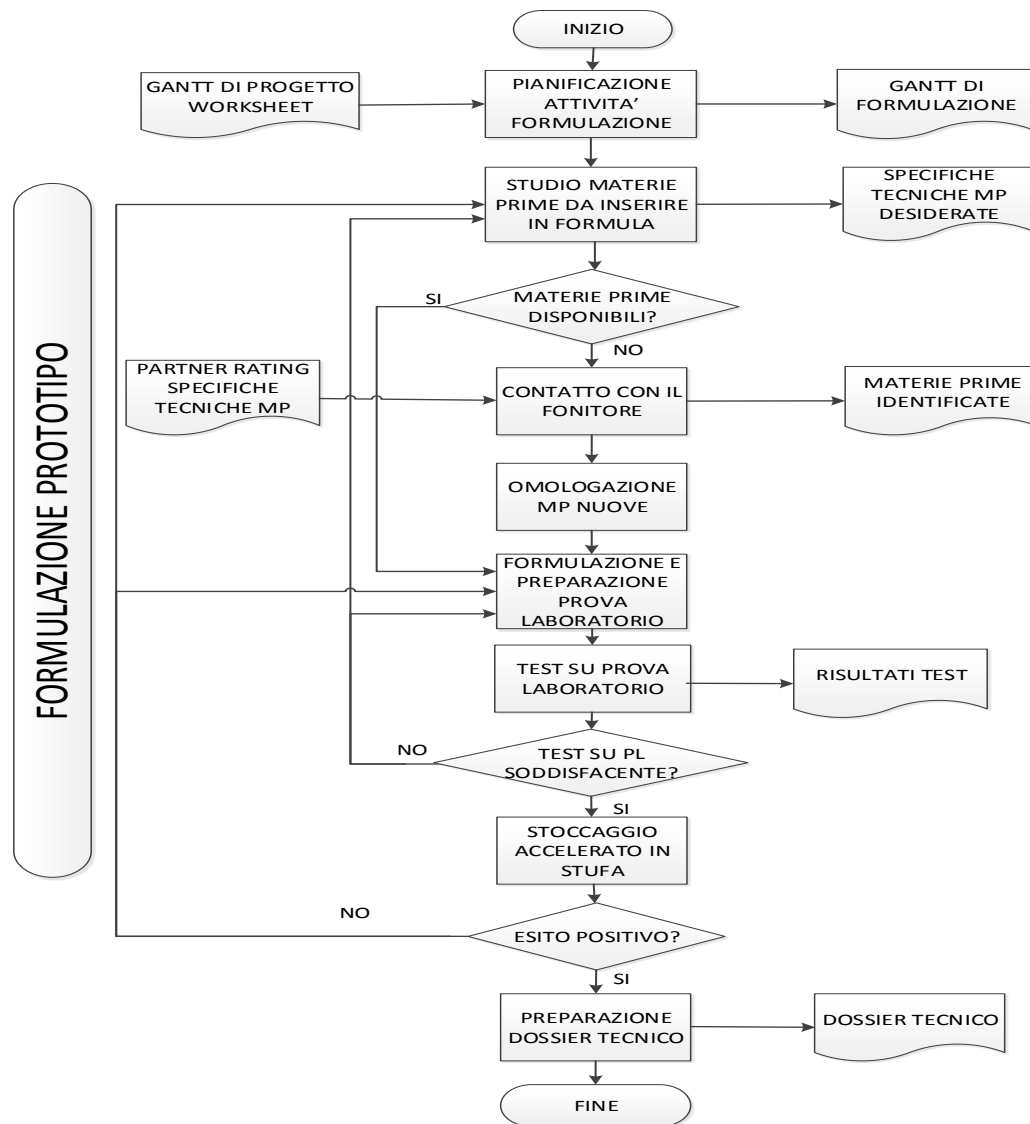 INIZIO
GANTT DI PROGETTO
WORKSHEET
PIANIFICAZIONE
ATTIVITA’
FORMULAZIONE
GANTT DI
FORMULAZIONE
STUDIO MATERIE
PRIME DA INSERIRE
IN FORMULA
SPECIFICHE
TECNICHE MP
DESIDERATE
SI
MATERIE PRIME
DISPONIBILI?
NO
PARTNER RATING
SPECIFICHE
TECNICHE MP
CONTATTO CON IL
FONITORE
MATERIE PRIME
IDENTIFICATE
OMOLOGAZIONE
MP NUOVE
FORMULAZIONE E
PREPARAZIONE
PROVA
LABORATORIO
FORMULAZIONE PROTOTIPO
TEST SU PROVA
LABORATORIO
RISULTATI TEST
NO
TEST SU PL
SODDISFACENTE?
SI
STOCCAGGIO
ACCELERATO IN
STUFA
NO
ESITO POSITIVO?
SI
PREPARAZIONE
DOSSIER TECNICO
DOSSIER TECNICO
FINE